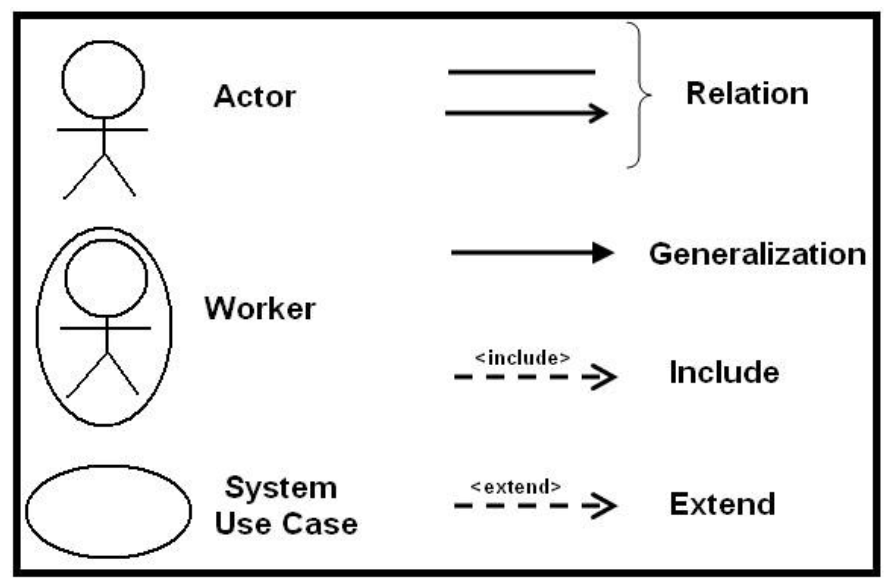 Actor
Relation
Worker
Generalization
<include>
Include
System
Use Case
<extend>
Extend